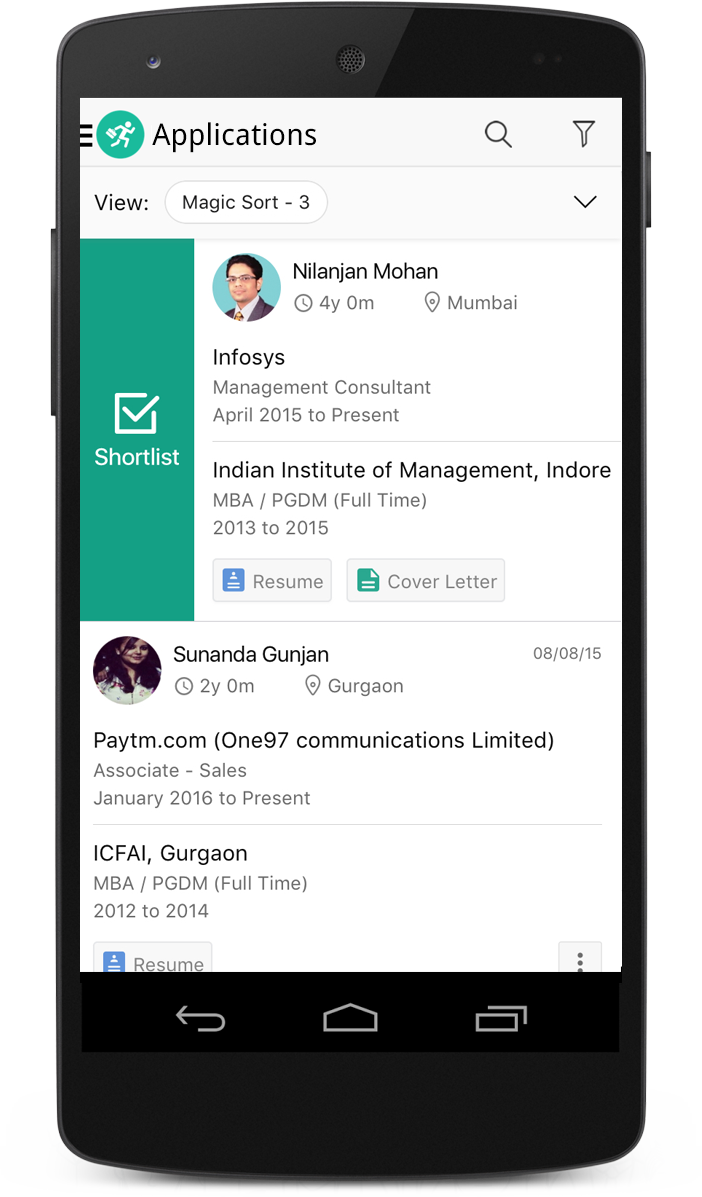 Applications
View: Magic Sort - 3
Shortlist
Nilanjan Mohan
4y 0m Mumbai
Infosys
Management Consultant
April 2015 to Present
Indian Institute of Management, Indore
MBA / PGDM (Full Time)
2013 to 2015
Resume Cover Letter
Sunanda Gunjan 08/08/15
2y 0m Gurgaon
Paytm.com (One97 communications Limited)
Associate - Sales
January 2016 to Present
ICFAI, Gurgaon
MBA / PGDM (Full Time)
2012 to 2014
Resume